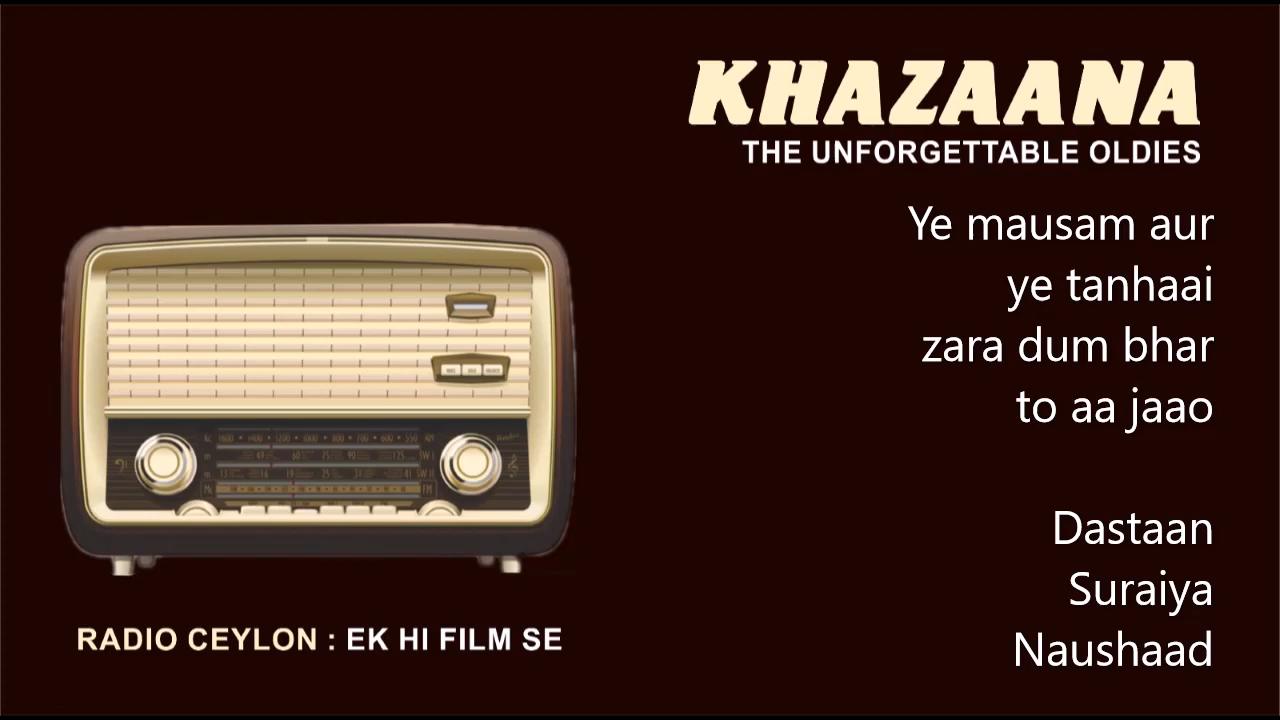 KHAZAANA
THE UNFORGETTABLE OLDIES
Ye mausam aur
ye tanhaai
zara dum bhar
to aa jaao
Dastaan
Suraiya
Naushaad
RADIO CEYLON : EK HI FILM SE